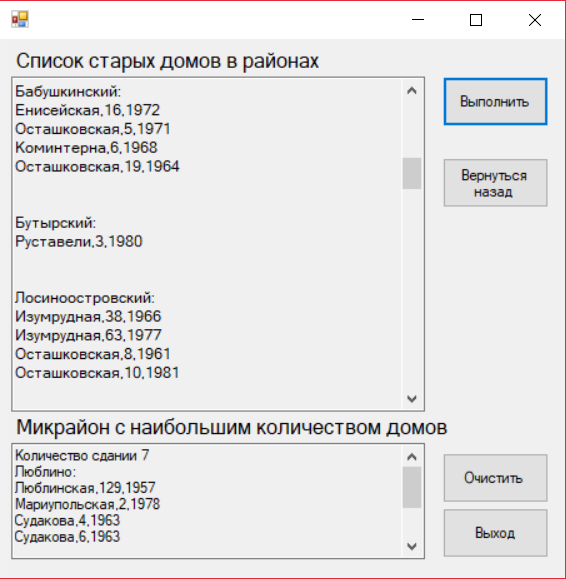 Список старых домов в районах
Бабушкинский:
Енисейская,16,1972
Осташковская,5,1971
Коминтерна,6,1968
Осташковская,19,1964
Бутырский:
Руставели,3,1980
Лосиноостровский:
Изумрудная,38,1966
Изумрудная,63,1977
Осташковская,8,1961
Осташковская,10,1981
Выполнить
Вернуться
назад
Микрайон с наибольшим количеством домов
Количество сдании 7
Люблино:
Люблинская,129,1957
Мариупольская,2,1978
Судакова,4,1963
Судакова,6,1963
Очистить
Выход